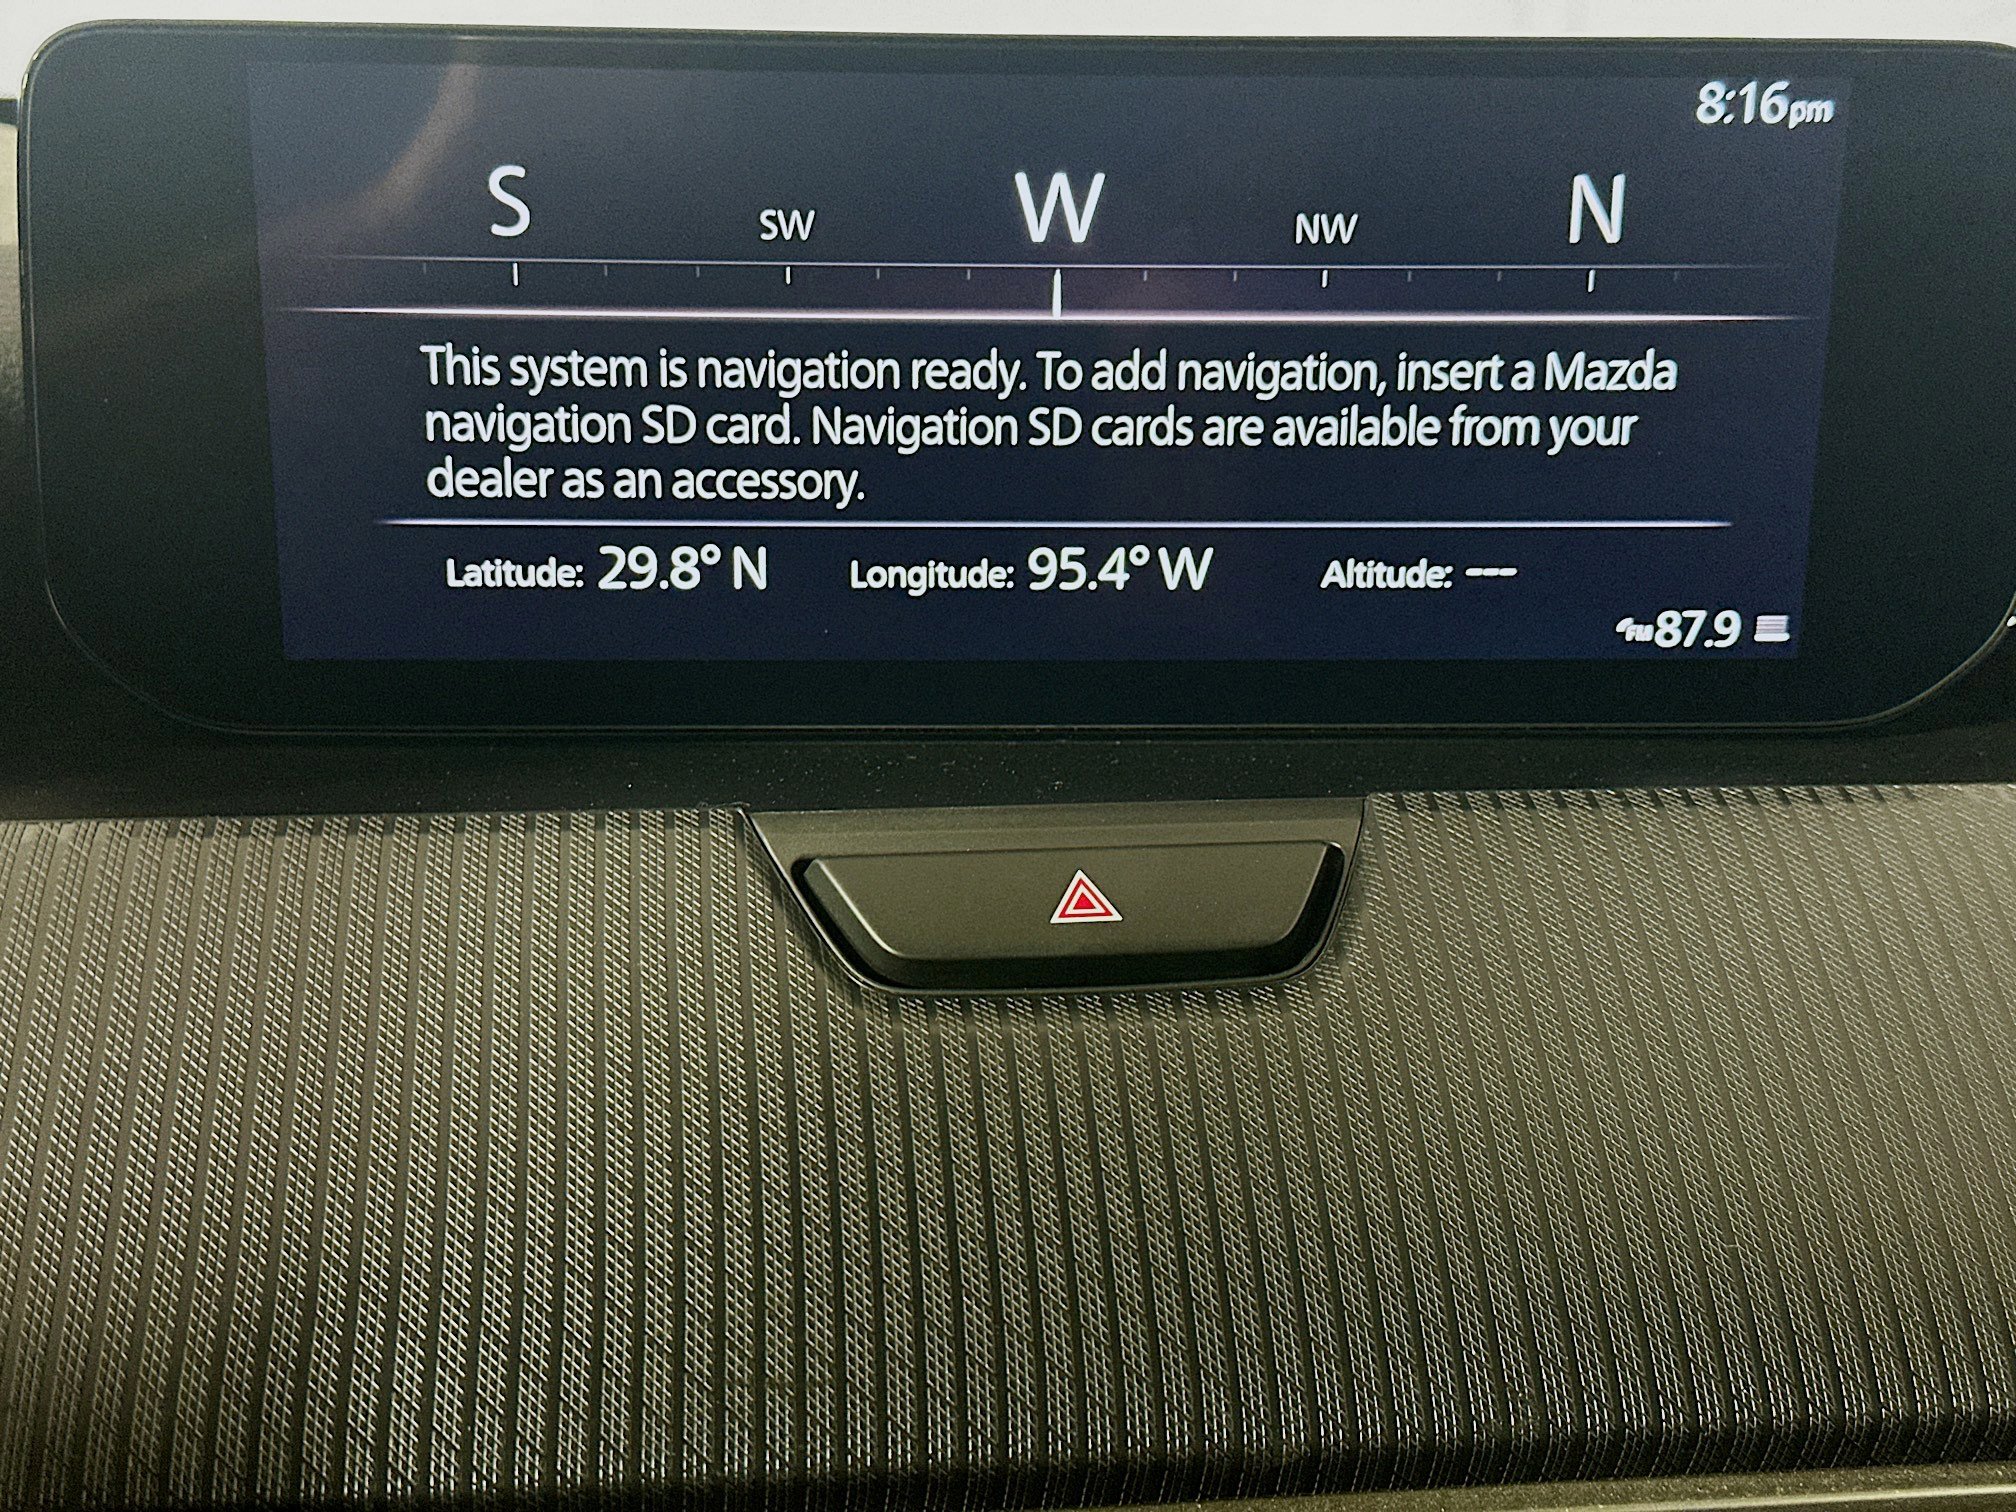 8:16pm
S SW W NW N
This system is navigation ready. To add navigation, insert a Mazda
navigation SD card. Navigation SD cards are available from your
dealer as an accessory.
Latitude: 29.8° N Longitude: 95.4° W Altitude: ---
FM 87.9